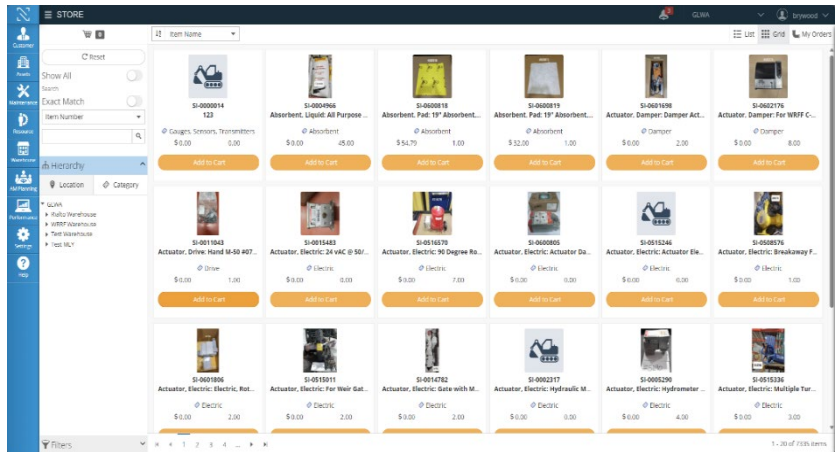 STORE
2
GLWA
brywood
Customer
Assets
Maintenance
Resource
Warehouse
AM Planning
Performance
Settings
Help
0
Reset
Show All
Search
Exact Match
Item Number
Hierarchy
Location Category
GLWA
Rialto Warehouse
WRRF Warehouse
Test Warehouse
Test MLY
Filters
Item Name
List Grid My Orders
SI-0000014 SI-0004966 SI-0600818 SI-0600819 SI-0601698 SI-0602176
123 Absorbent, Liquid: All Purpose ... Absorbent, Pad: 19" Absorbent,... Absorbent, Pad: 19" Absorbent,... Actuator, Damper: Damper Act... Actuator, Damper: For WRFF C-...
Gauges, Sensors, Transmitters Absorbent Absorbent Absorbent Damper Damper
$ 0.00 0.00 $ 0.00 45.00 $ 54.79 1.00 $ 32.00 1.00 $ 0.00 2.00 $ 0.00 8.00
Add to Cart Add to Cart Add to Cart Add to Cart Add to Cart Add to Cart
SI-0011043 SI-0015483 SI-0516570 SI-0600805 SI-0515246 SI-0508576
Actuator, Drive: Hand M-50 #07... Actuator, Electric: 24 vAC @ 50/... Actuator, Electric: 90 Degree Ro... Actuator, Electric: Actuator Da... Actuator, Electric: Actuator Ele... Actuator, Electric: Breakaway F...
Drive Electric Electric Electric Electric Electric
$ 0.00 1.00 $ 0.00 0.00 $ 0.00 7.00 $ 0.00 0.00 $ 0.00 0.00 $ 0.00 1.00
Add to Cart Add to Cart Add to Cart Add to Cart Add to Cart Add to Cart
SI-0601806 SI-0515011 SI-0014782 SI-0002317 SI-0005290 SI-0515336
Actuator, Electric: Electric, Rot... Actuator, Electric: For Weir Gat... Actuator, Electric: Gate with M... Actuator, Electric: Hydraulic M... Actuator, Electric: Hydrometer ... Actuator, Electric: Multiple Tur...
Electric Electric Electric Electric Electric Electric
$ 0.00 2.00 $ 0.00 2.00 $ 0.00 2.00 $ 0.00 0.00 $ 0.00 4.00 $ 0.00 3.00
1 2 3 4 ...
1 - 20 of 7335 items